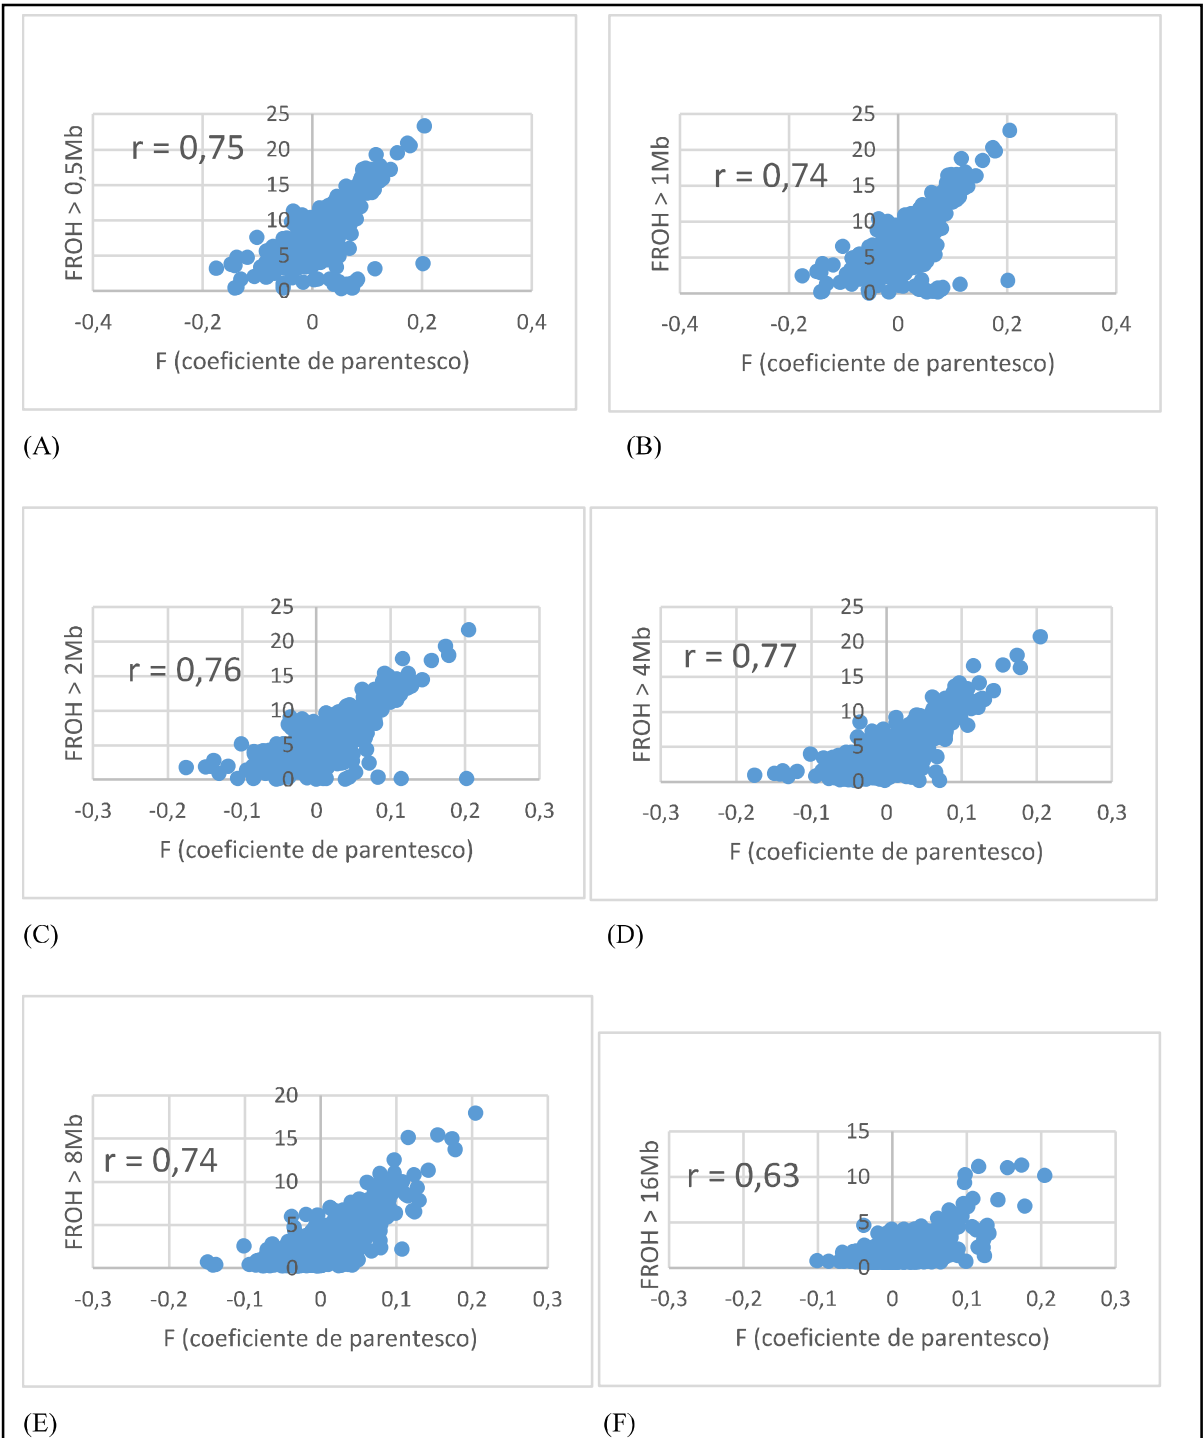 FROH > 0,5Mb
r = 0,75
25
20
15
10
5
0
-0,4 -0,2 0 0,2 0,4
F (coeficiente de parentesco)
(A)
FROH > 1Mb
r = 0,74
25
20
15
10
5
0
-0,4 -0,2 0 0,2 0,4
F (coeficiente de parentesco)
(B)
FROH > 2Mb
r = 0,76
25
20
15
10
5
0
-0,3 -0,2 -0,1 0 0,1 0,2 0,3
F (coeficiente de parentesco)
(C)
FROH > 4Mb
r = 0,77
25
20
15
10
5
0
-0,3 -0,2 -0,1 0 0,1 0,2 0,3
F (coeficiente de parentesco)
(D)
FROH > 8Mb
r = 0,74
20
15
10
5
0
-0,3 -0,2 -0,1 0 0,1 0,2 0,3
F (coeficiente de parentesco)
(E)
FROH > 16Mb
r = 0,63
15
10
5
0
-0,3 -0,2 -0,1 0 0,1 0,2 0,3
F (coeficiente de parentesco)
(F)